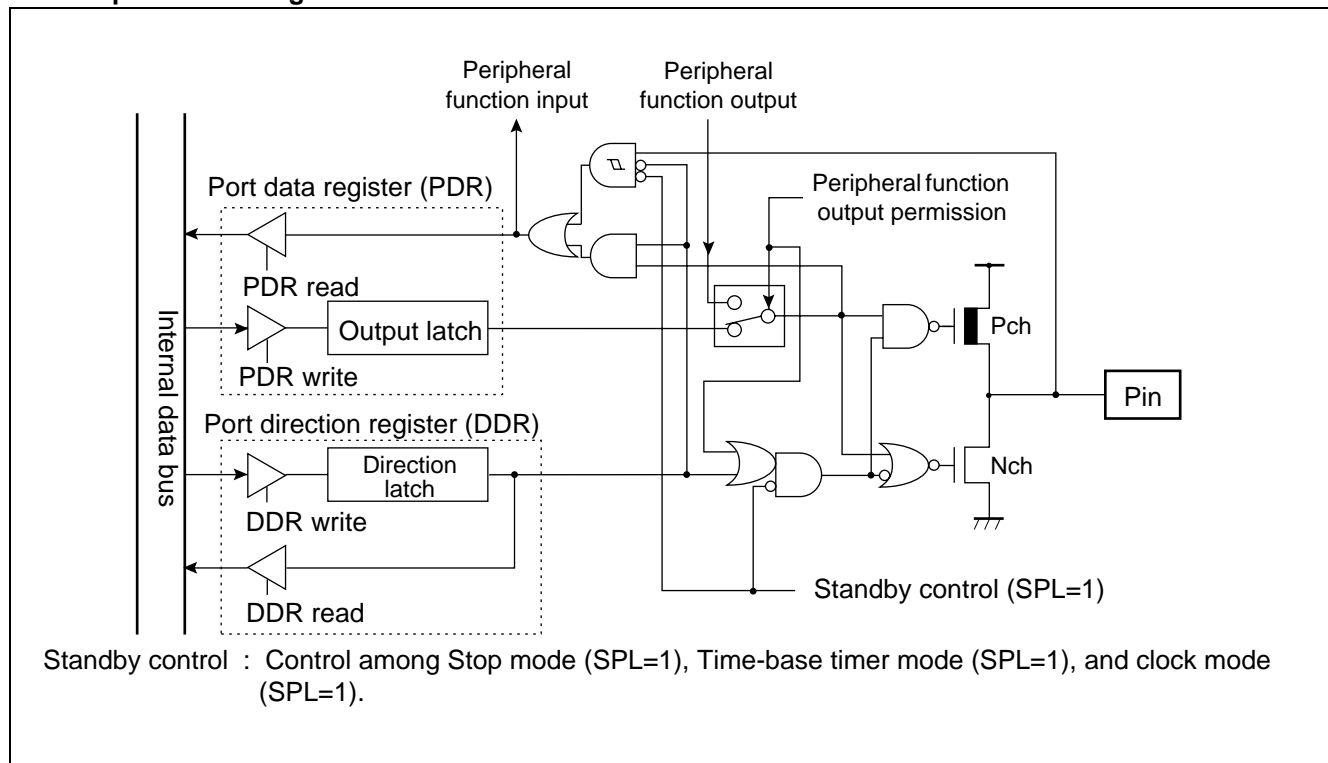 Peripheral
function input
Peripheral
function output
Port data register (PDR)
Peripheral function
output permission
PDR read
Output latch
Pch
PDR write
Pin
Internal data bus
Port direction register (DDR)
Direction
latch
Nch
DDR write
Standby control (SPL=1)
DDR read
Standby control : Control among Stop mode (SPL=1), Time-base timer mode (SPL=1), and clock mode
(SPL=1).